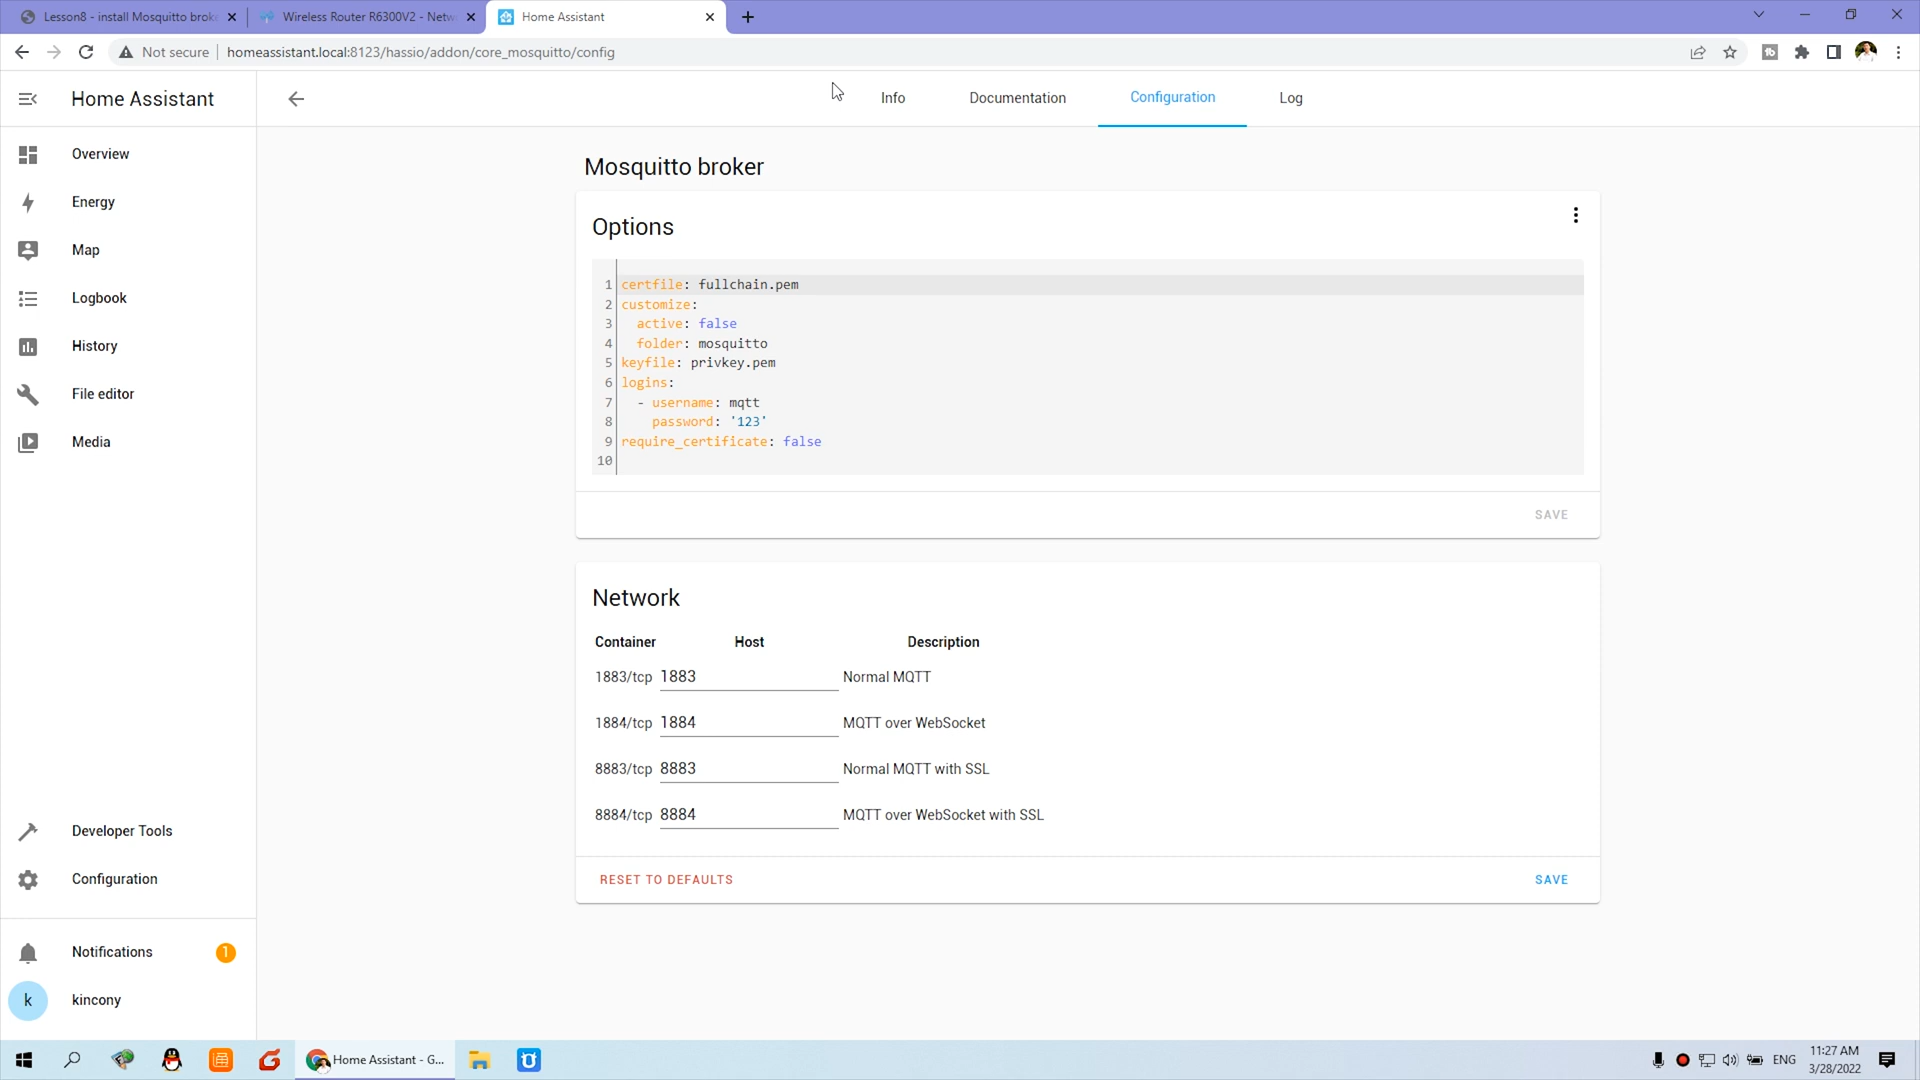 Lesson8 - install Mosquitto brok
Wireless Router R6300V2 - Netw
Home Assistant
Not secure
homeassistant.local:8123/hassio/addon/core_mosquitto/config
Home Assistant
Info
Documentation
Configuration
Log
Overview
Energy
Map
Logbook
History
File editor
Media
Developer Tools
Configuration
Notifications
1
k
kincony
Mosquitto broker
Options
1 certfile: fullchain.pem
2 customize:
3 active: false
4 folder: mosquitto
5 keyfile: privkey.pem
6 logins:
7 - username: mqtt
8 password: '123'
9 require_certificate: false
10
SAVE
Network
Container Host Description
1883/tcp 1883 Normal MQTT
1884/tcp 1884 MQTT over WebSocket
8883/tcp 8883 Normal MQTT with SSL
8884/tcp 8884 MQTT over WebSocket with SSL
RESET TO DEFAULTS
SAVE
Home Assistant - G...
ENG
11:27 AM
3/28/2022